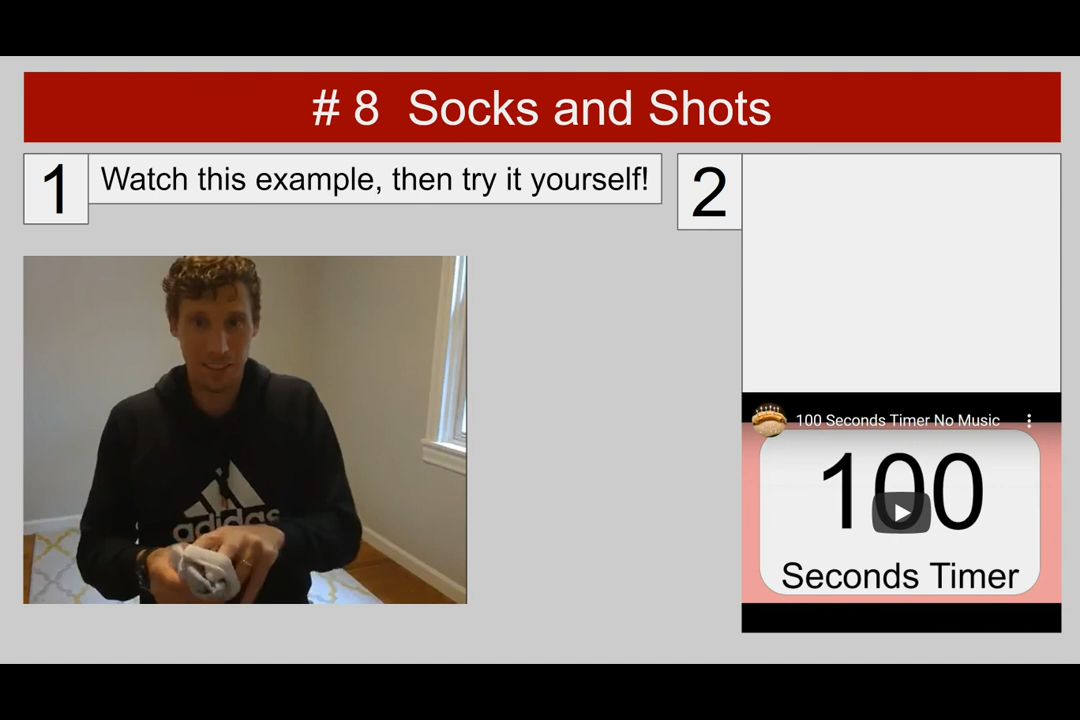 # 8 Socks and Shots
1
Watch this example, then try it yourself!
2
adidas
100 Seconds Timer No Music
100
Seconds Timer